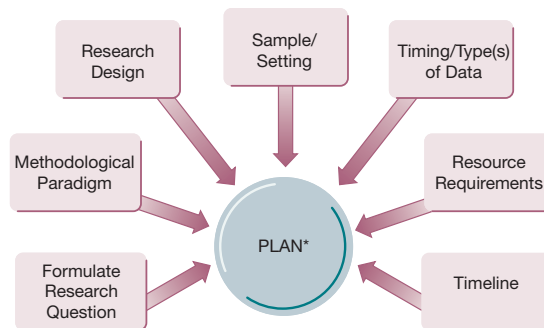 Research
Design
Sample/
Setting
Timing/Type(s)
of Data
Methodological
Paradigm
Resource
Requirements
PLAN*
Formulate
Research
Question
Timeline